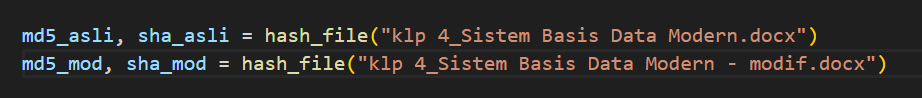 md5_asli, sha_asli = hash_file("klp 4_Sistem Basis Data Modern.docx")
md5_mod, sha_mod = hash_file("klp 4_Sistem Basis Data Modern - modif.docx")